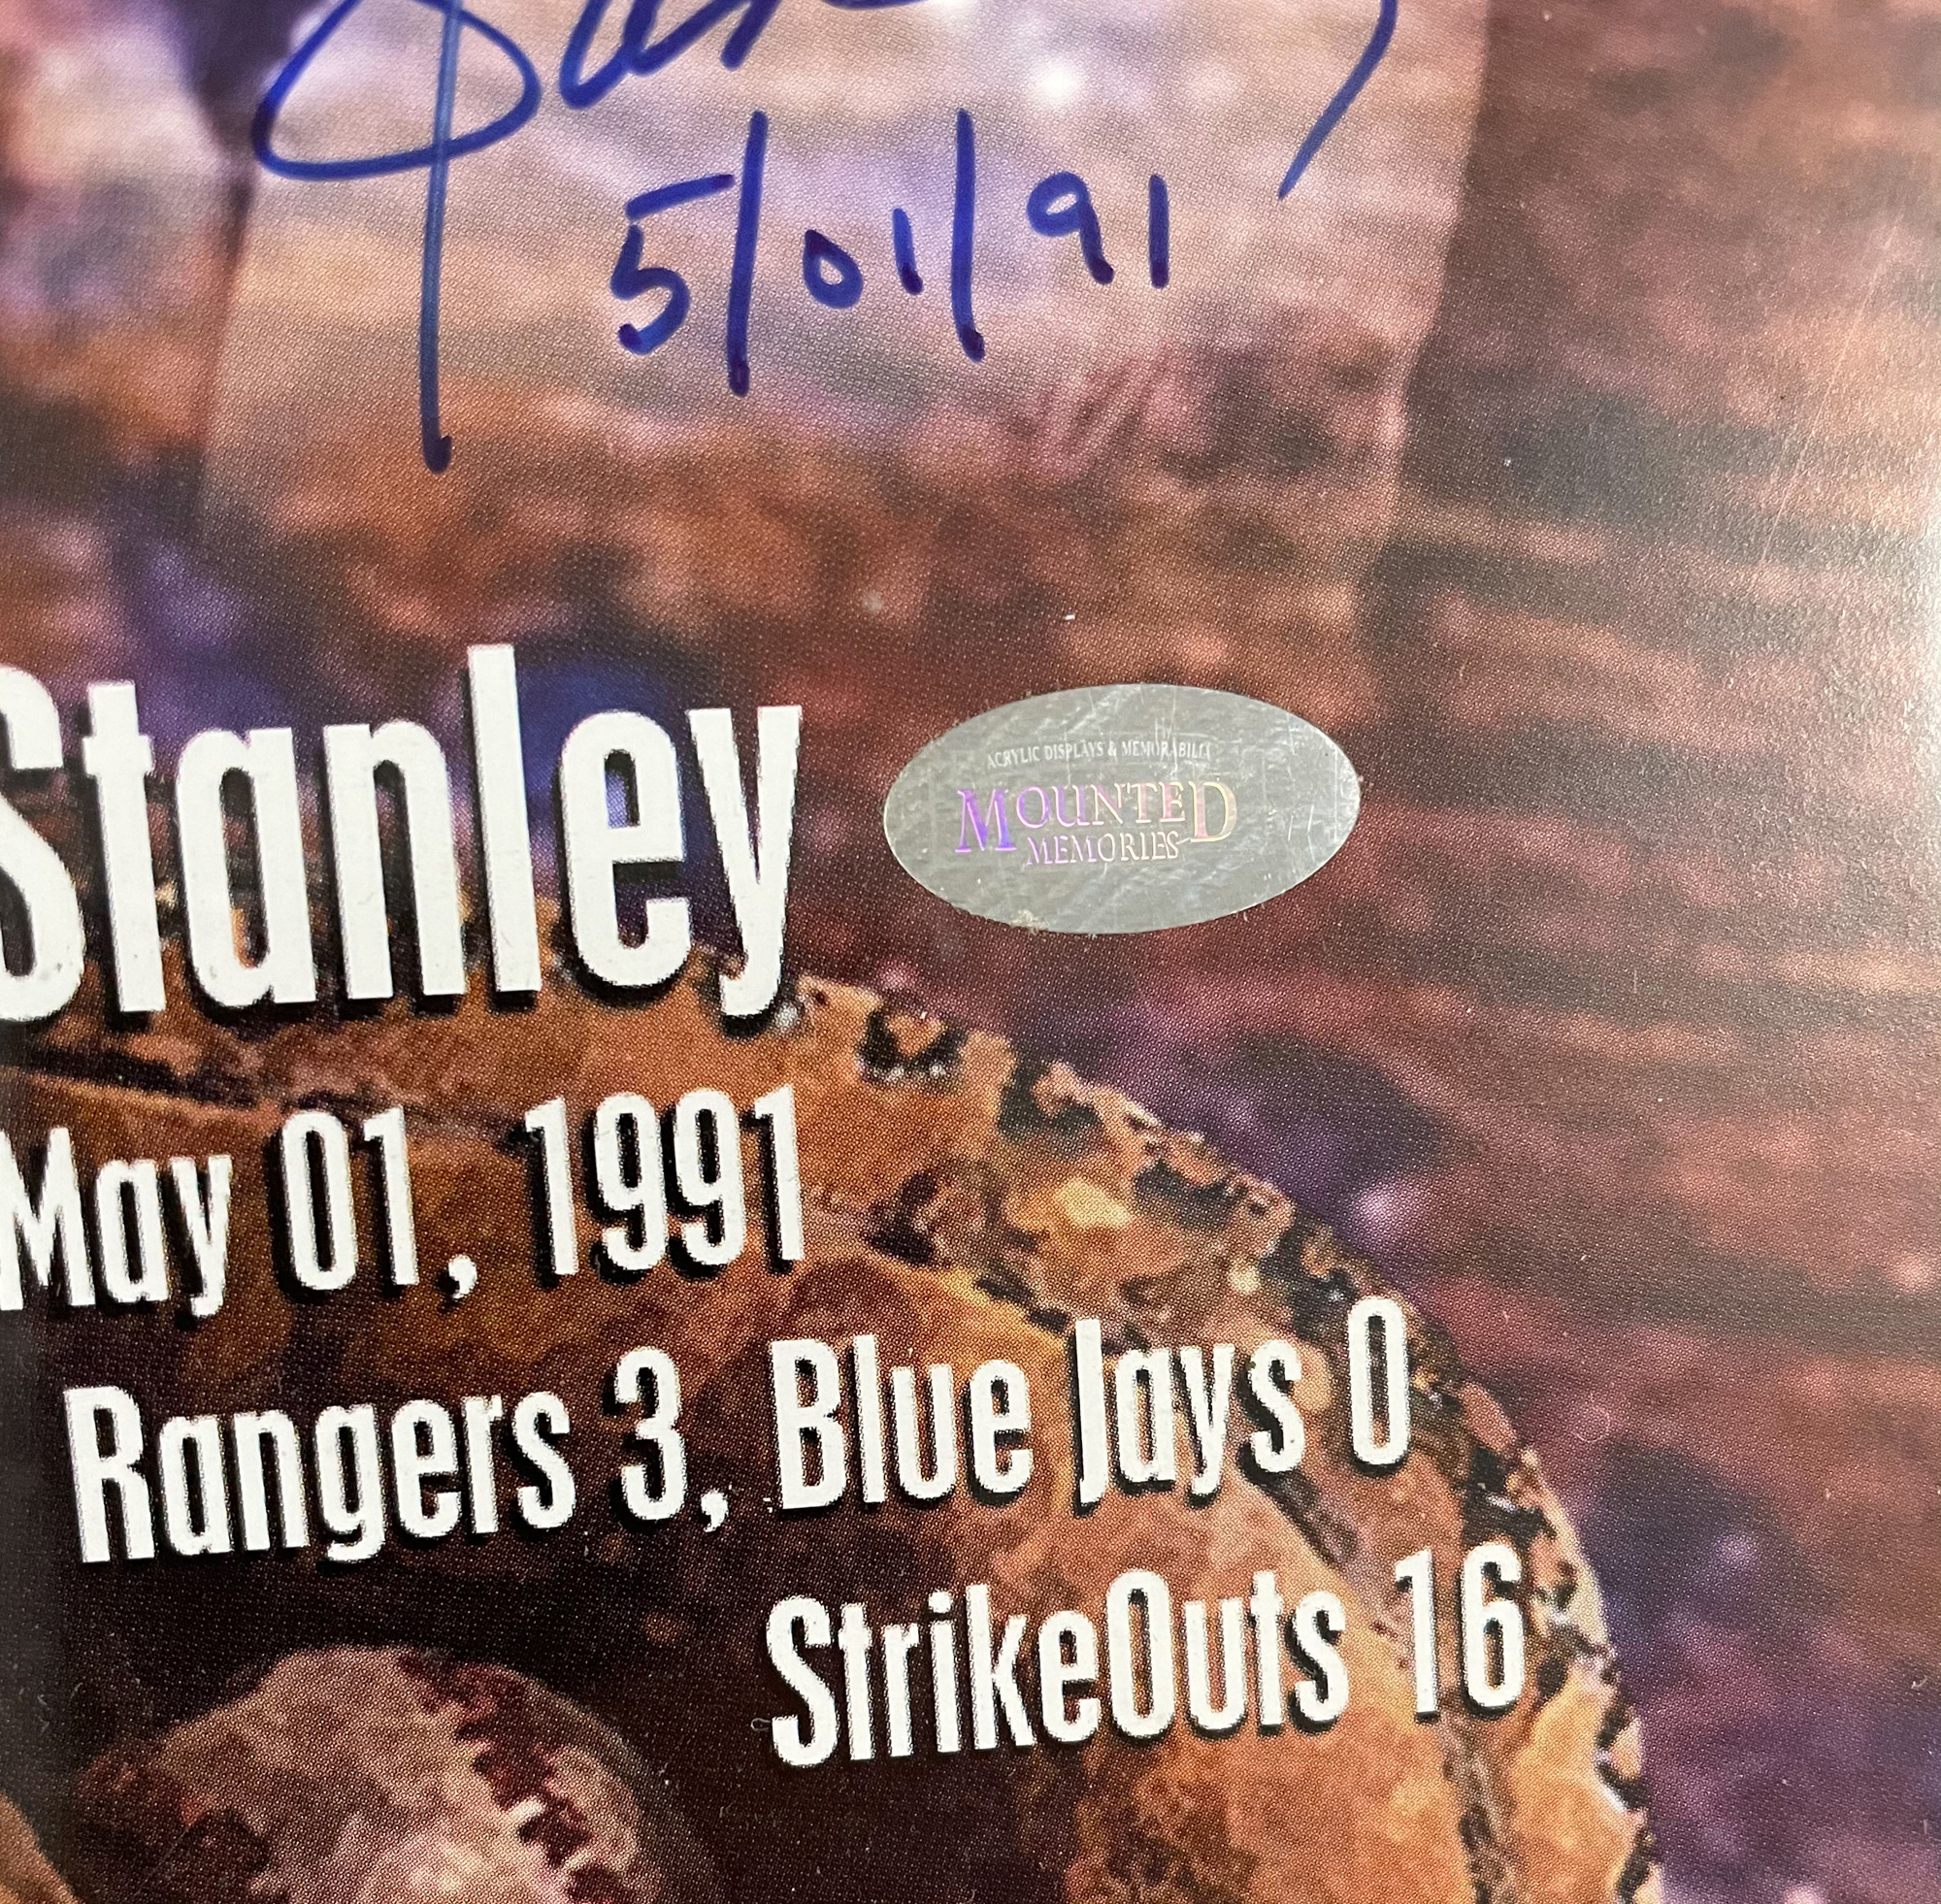 5/01/91
Stanley
ACRYLIC DISPLAYS & MEMORABILIA
MOUNTED
MEMORIES
May 01, 1991
Rangers 3, Blue Jays 0
StrikeOuts 16